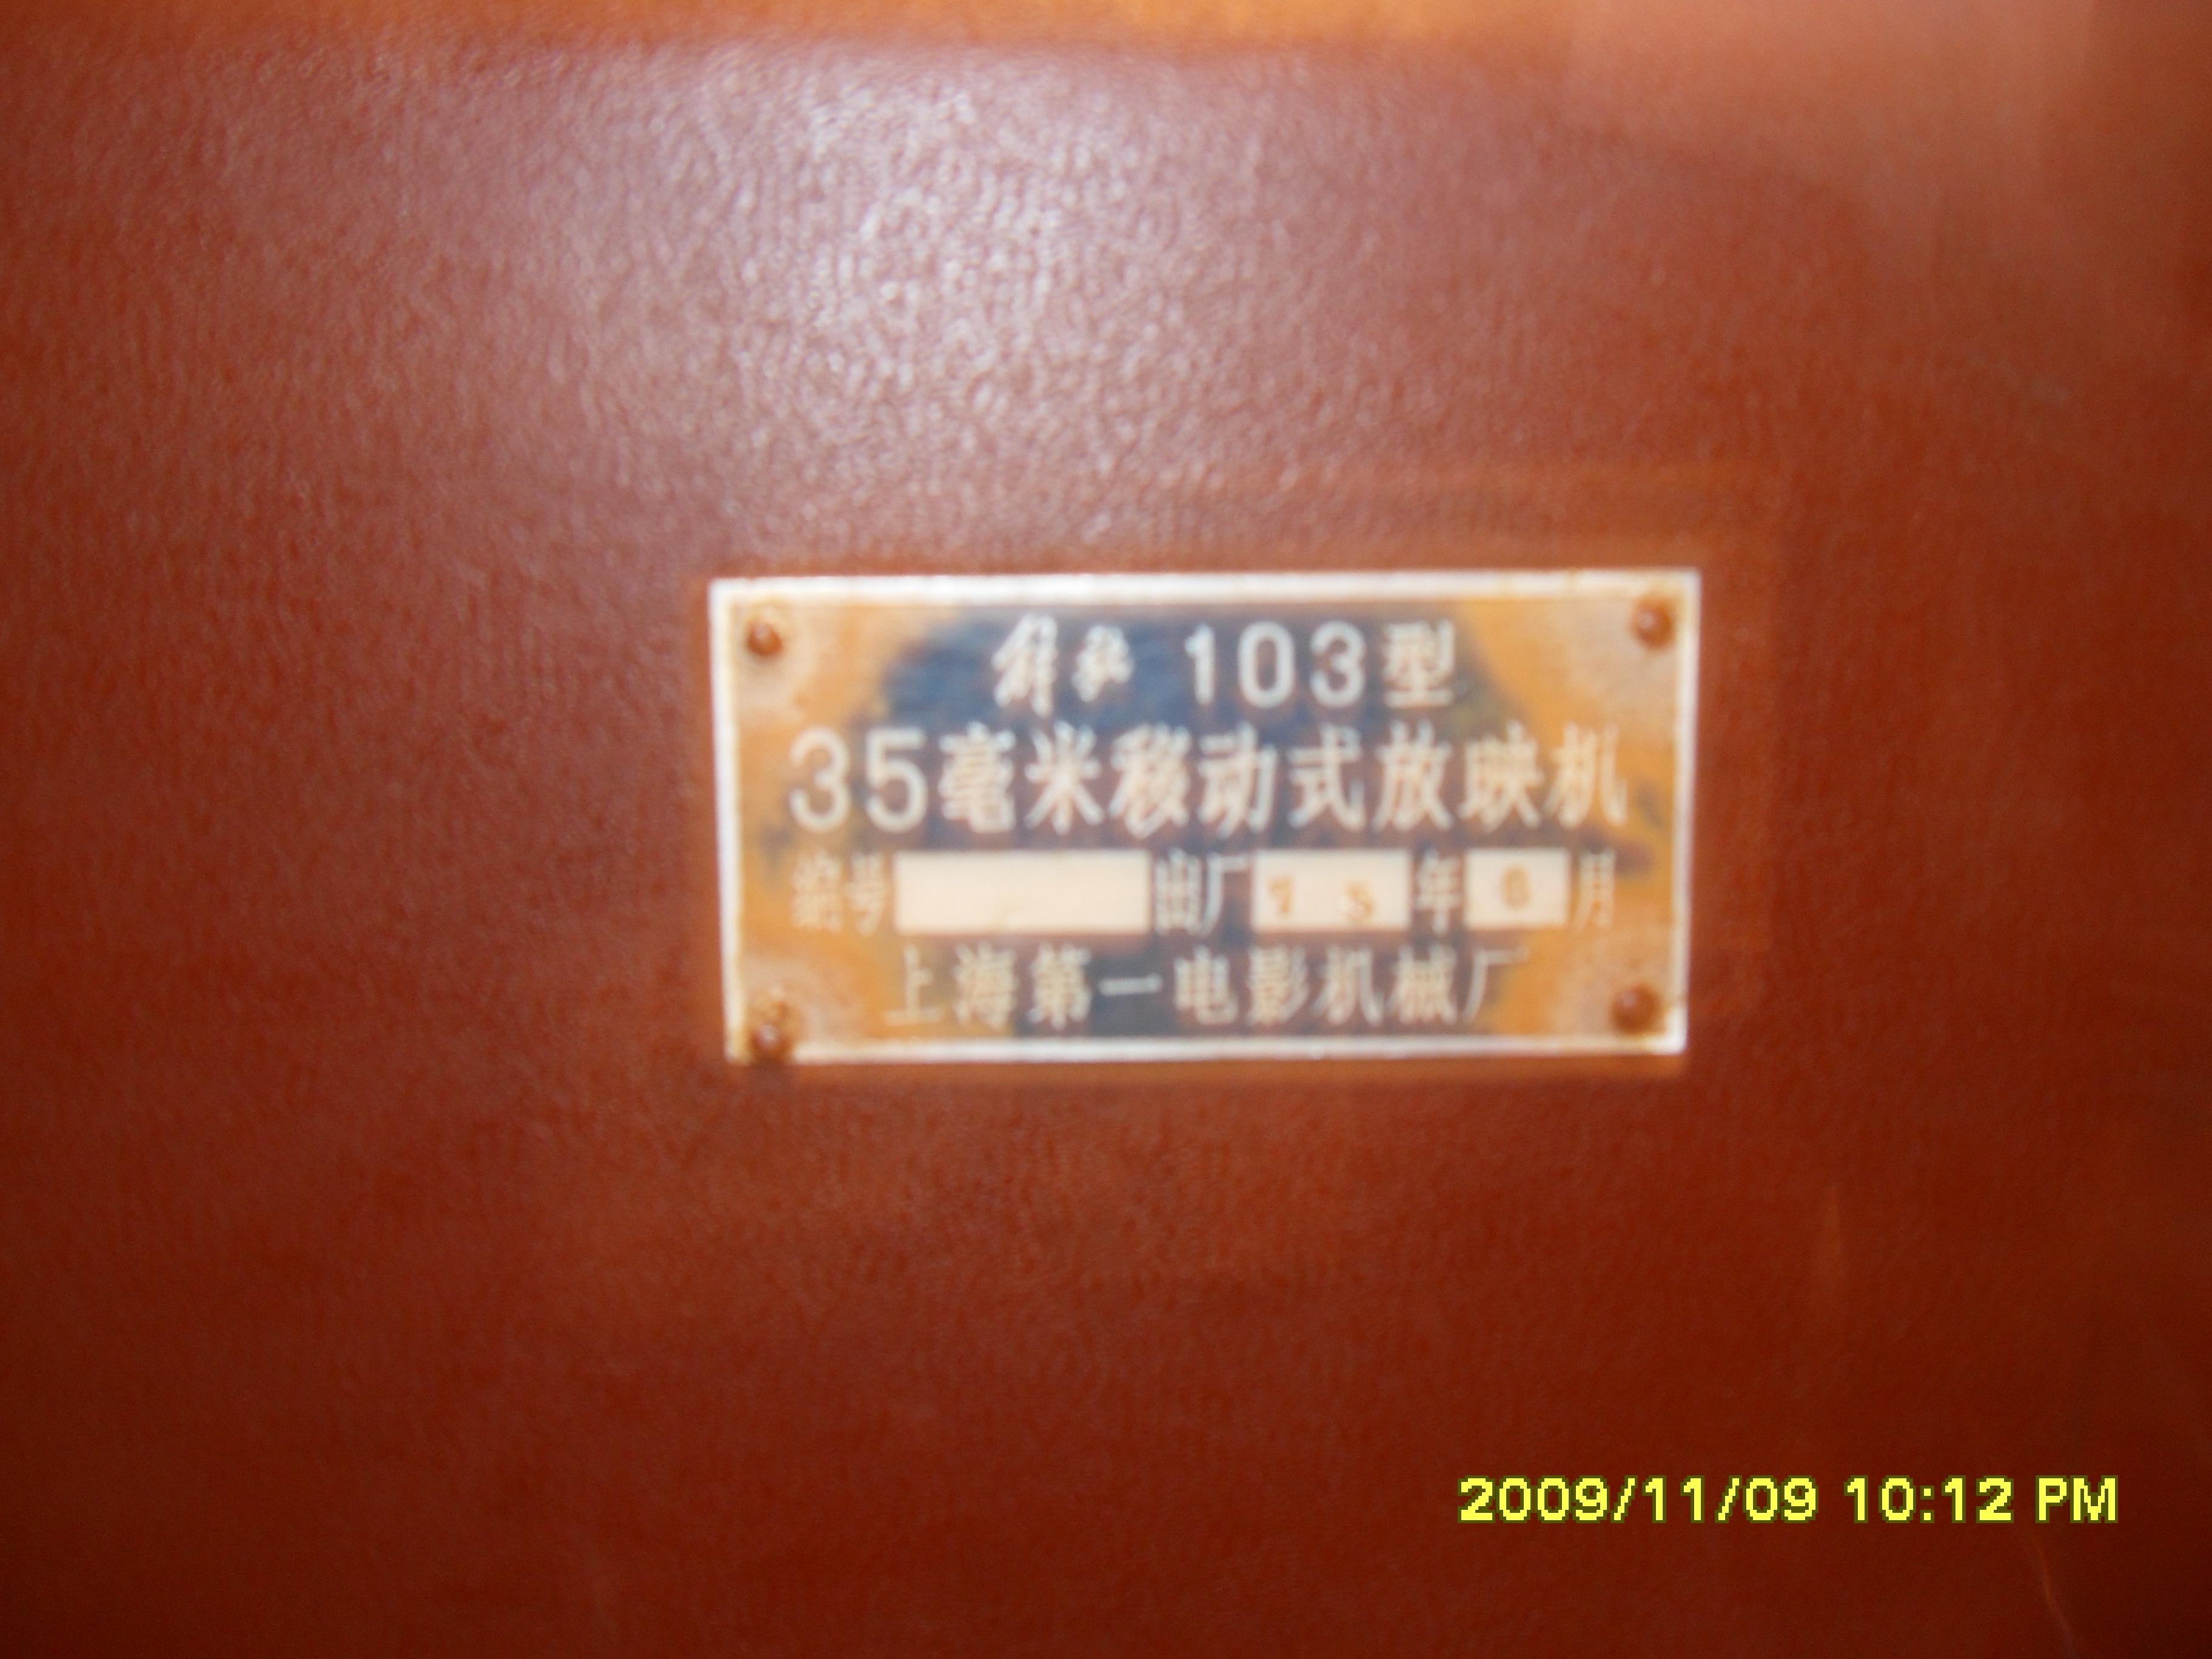 解放 103型
35毫米移动式放映机
编号 出厂 年 6 月
上海第一电影机械厂
2009/11/09 10:12 PM